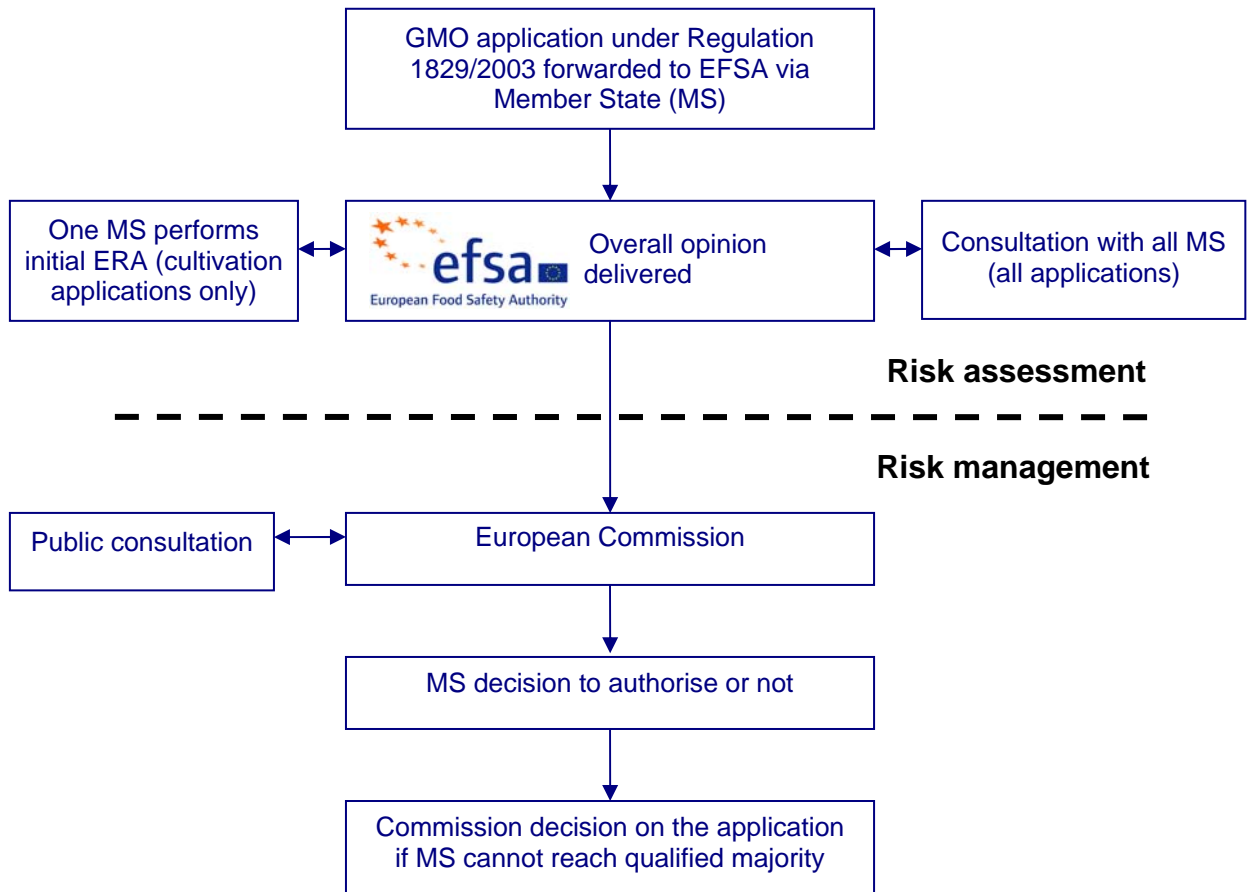 GMO application under Regulation
1829/2003 forwarded to EFSA via
Member State (MS)
One MS performs
initial ERA (cultivation
applications only)
efsa
European Food Safety Authority
Overall opinion
delivered
Consultation with all MS
(all applications)
Risk assessment
Risk management
Public consultation
European Commission
MS decision to authorise or not
Commission decision on the application
if MS cannot reach qualified majority